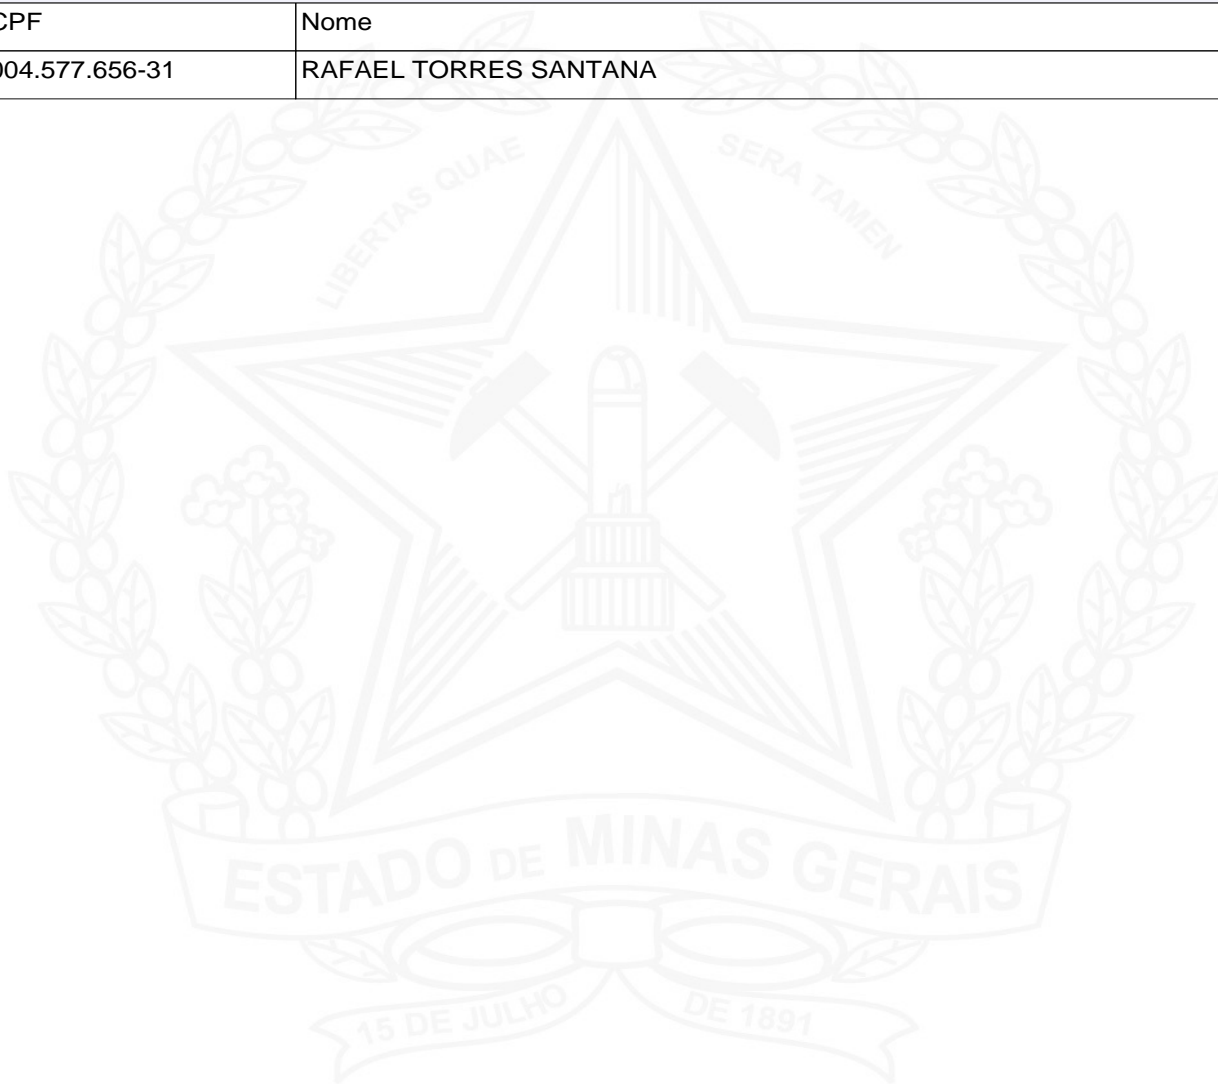 CPF Nome
004.577.656-31 RAFAEL TORRES SANTANA
LIBERTAS QUAE SERA TAMEN
ESTADO DE MINAS GERAIS
15 DE JULHO DE 1891